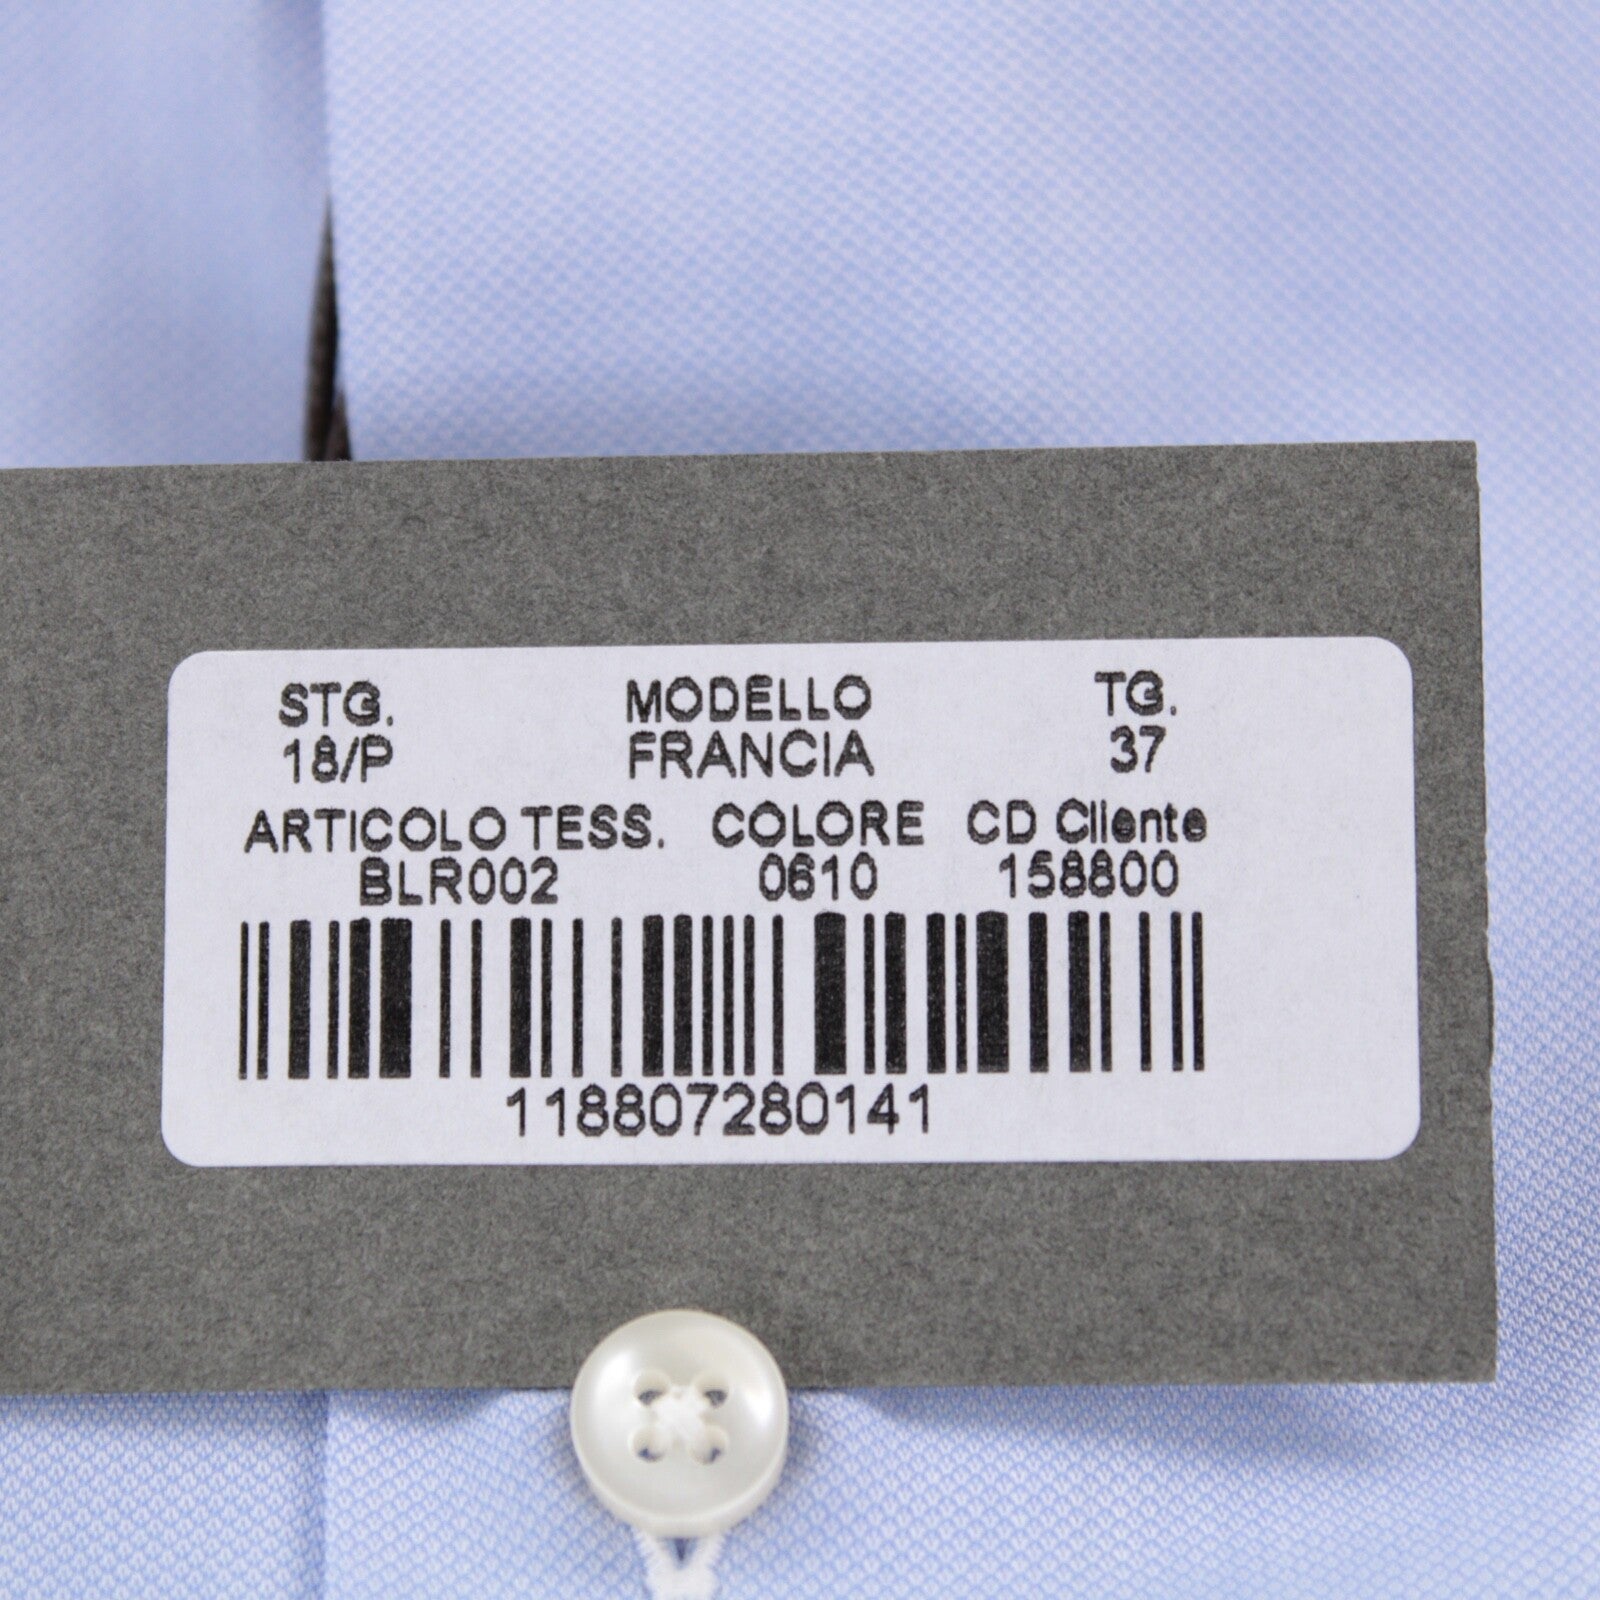 STG. MODELLO TG.
18/P FRANCIA 37
ARTICOLO TESS. COLORE CD Cliente
BLR002 0610 158800
118807280141